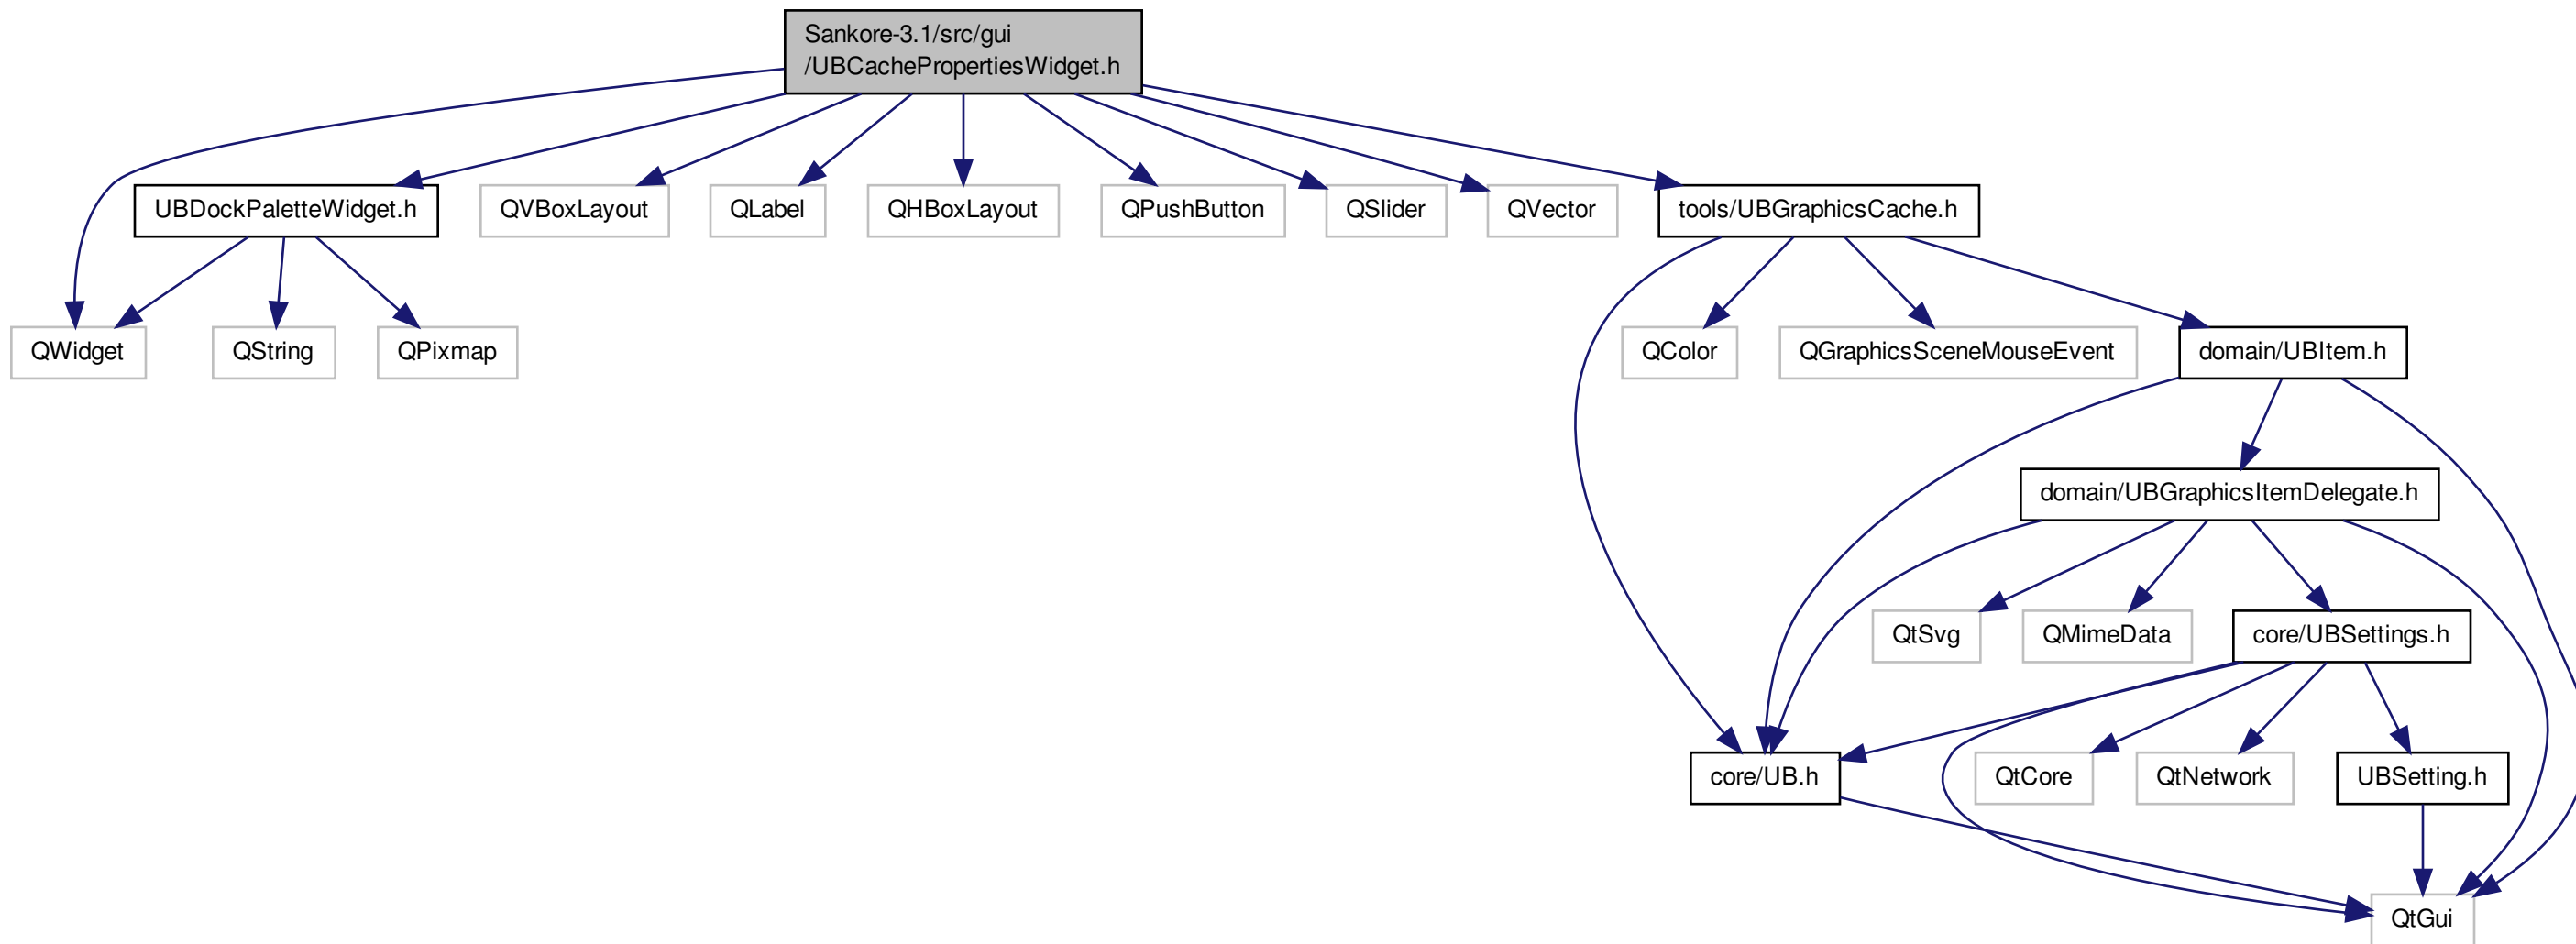 Sankore-3.1/src/gui
/UBCachePropertiesWidget.h
UBDockPaletteWidget.h
QVBoxLayout
QLabel
QHBoxLayout
QPushButton
QSlider
QVector
tools/UBGraphicsCache.h
QWidget
QString
QPixmap
QColor
QGraphicsSceneMouseEvent
domain/UBItem.h
domain/UBGraphicsItemDelegate.h
QtSvg
QMimeData
core/UBSettings.h
core/UB.h
QtCore
QtNetwork
UBSetting.h
QtGui